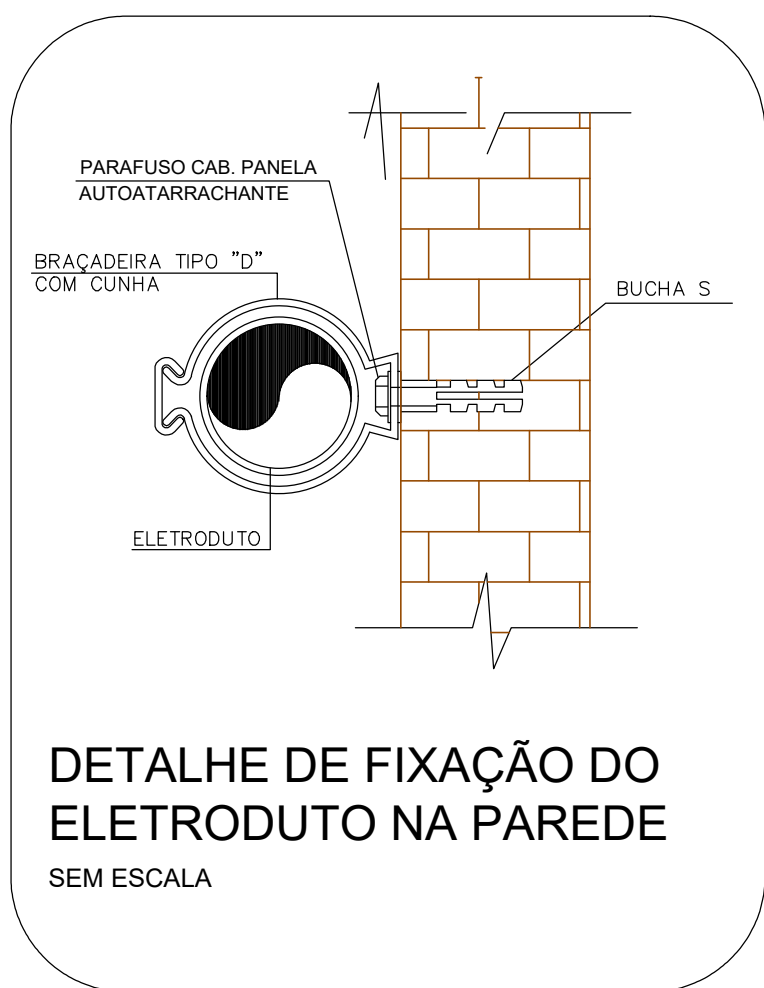 PARAFUSO CAB. PANELA
AUTOATARRACHANTE
BRAÇADEIRA TIPO "D"
COM CUNHA
BUCHA S
ELETRODUTO
DETALHE DE FIXAÇÃO DO
ELETRODUTO NA PAREDE
SEM ESCALA